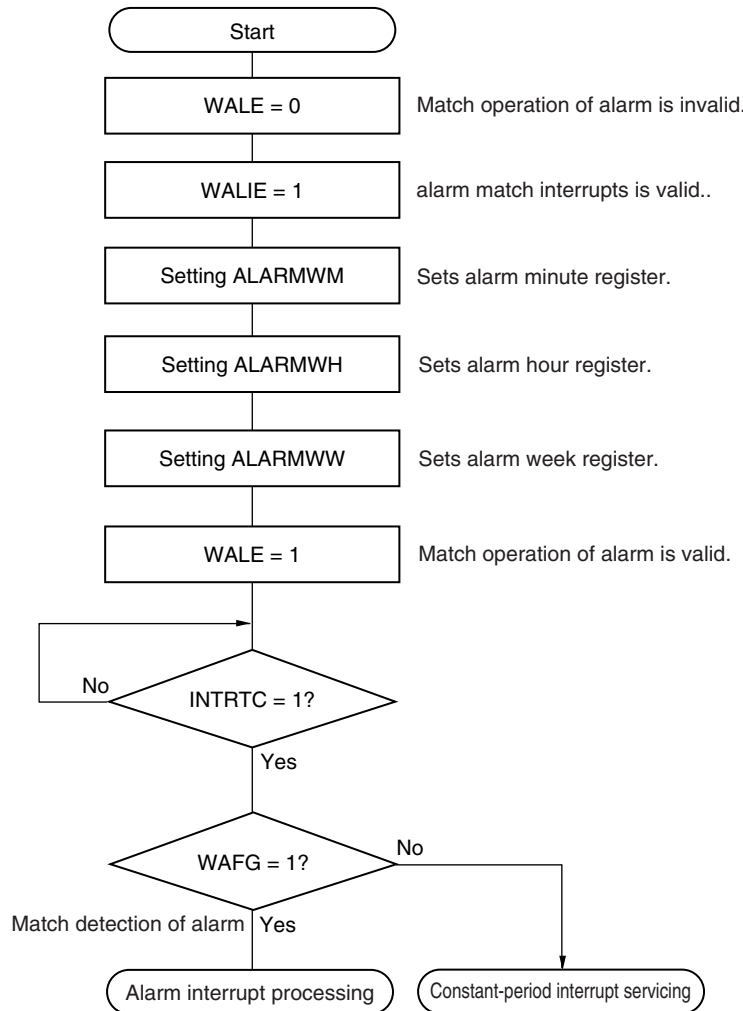 Start
WALE = 0
Match operation of alarm is invalid.
WALIE = 1
alarm match interrupts is valid..
Setting ALARMWM
Sets alarm minute register.
Setting ALARMWH
Sets alarm hour register.
Setting ALARMWW
Sets alarm week register.
WALE = 1
Match operation of alarm is valid.
No
INTRTC = 1?
Yes
WAFG = 1?
No
Match detection of alarm
Yes
Alarm interrupt processing
Constant-period interrupt servicing